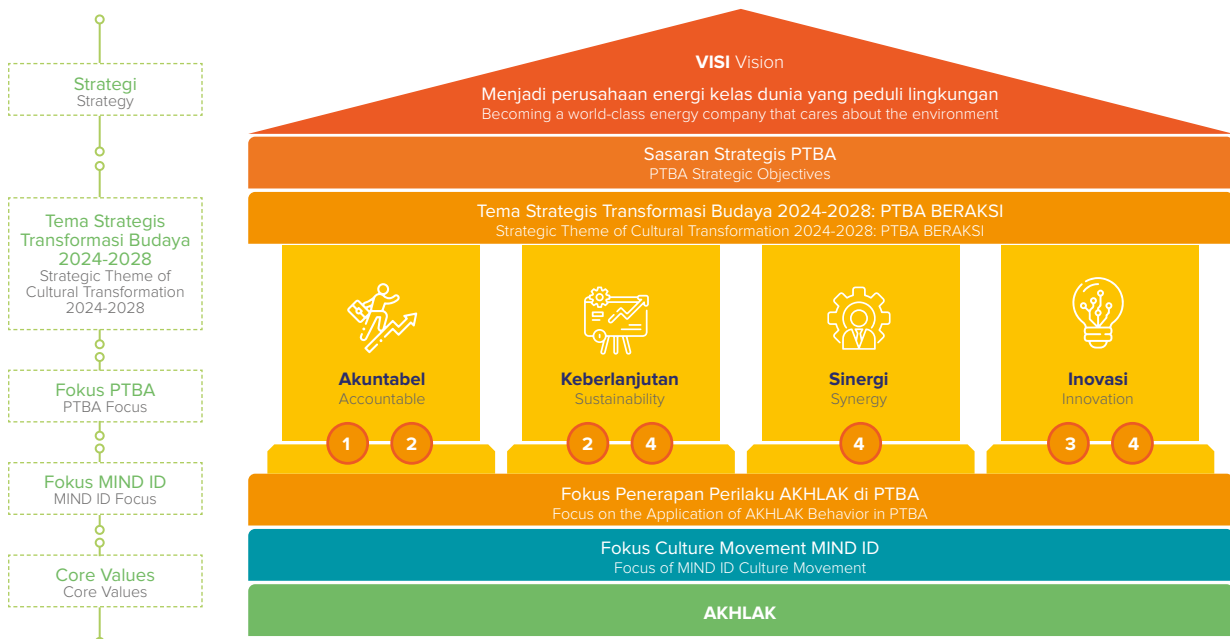 Strategi
Strategy
Tema Strategis
Transformasi Budaya
2024-2028
Strategic Theme of
Cultural Transformation
2024-2028
Fokus PTBA
PTBA Focus
Fokus MIND ID
MIND ID Focus
Core Values
Core Values
VISI Vision
Menjadi perusahaan energi kelas dunia yang peduli lingkungan
Becoming a world-class energy company that cares about the environment
Sasaran Strategis PTBA
PTBA Strategic Objectives
Tema Strategis Transformasi Budaya 2024-2028: PTBA BERAKSI
Strategic Theme of Cultural Transformation 2024-2028: PTBA BERAKSI
Akuntabel
Accountable
1 2
Keberlanjutan
Sustainability
2 4
Sinergi
Synergy
4
Inovasi
Innovation
3 4
Fokus Penerapan Perilaku AKHLAK di PTBA
Focus on the Application of AKHLAK Behavior in PTBA
Fokus Culture Movement MIND ID
Focus of MIND ID Culture Movement
AKHLAK